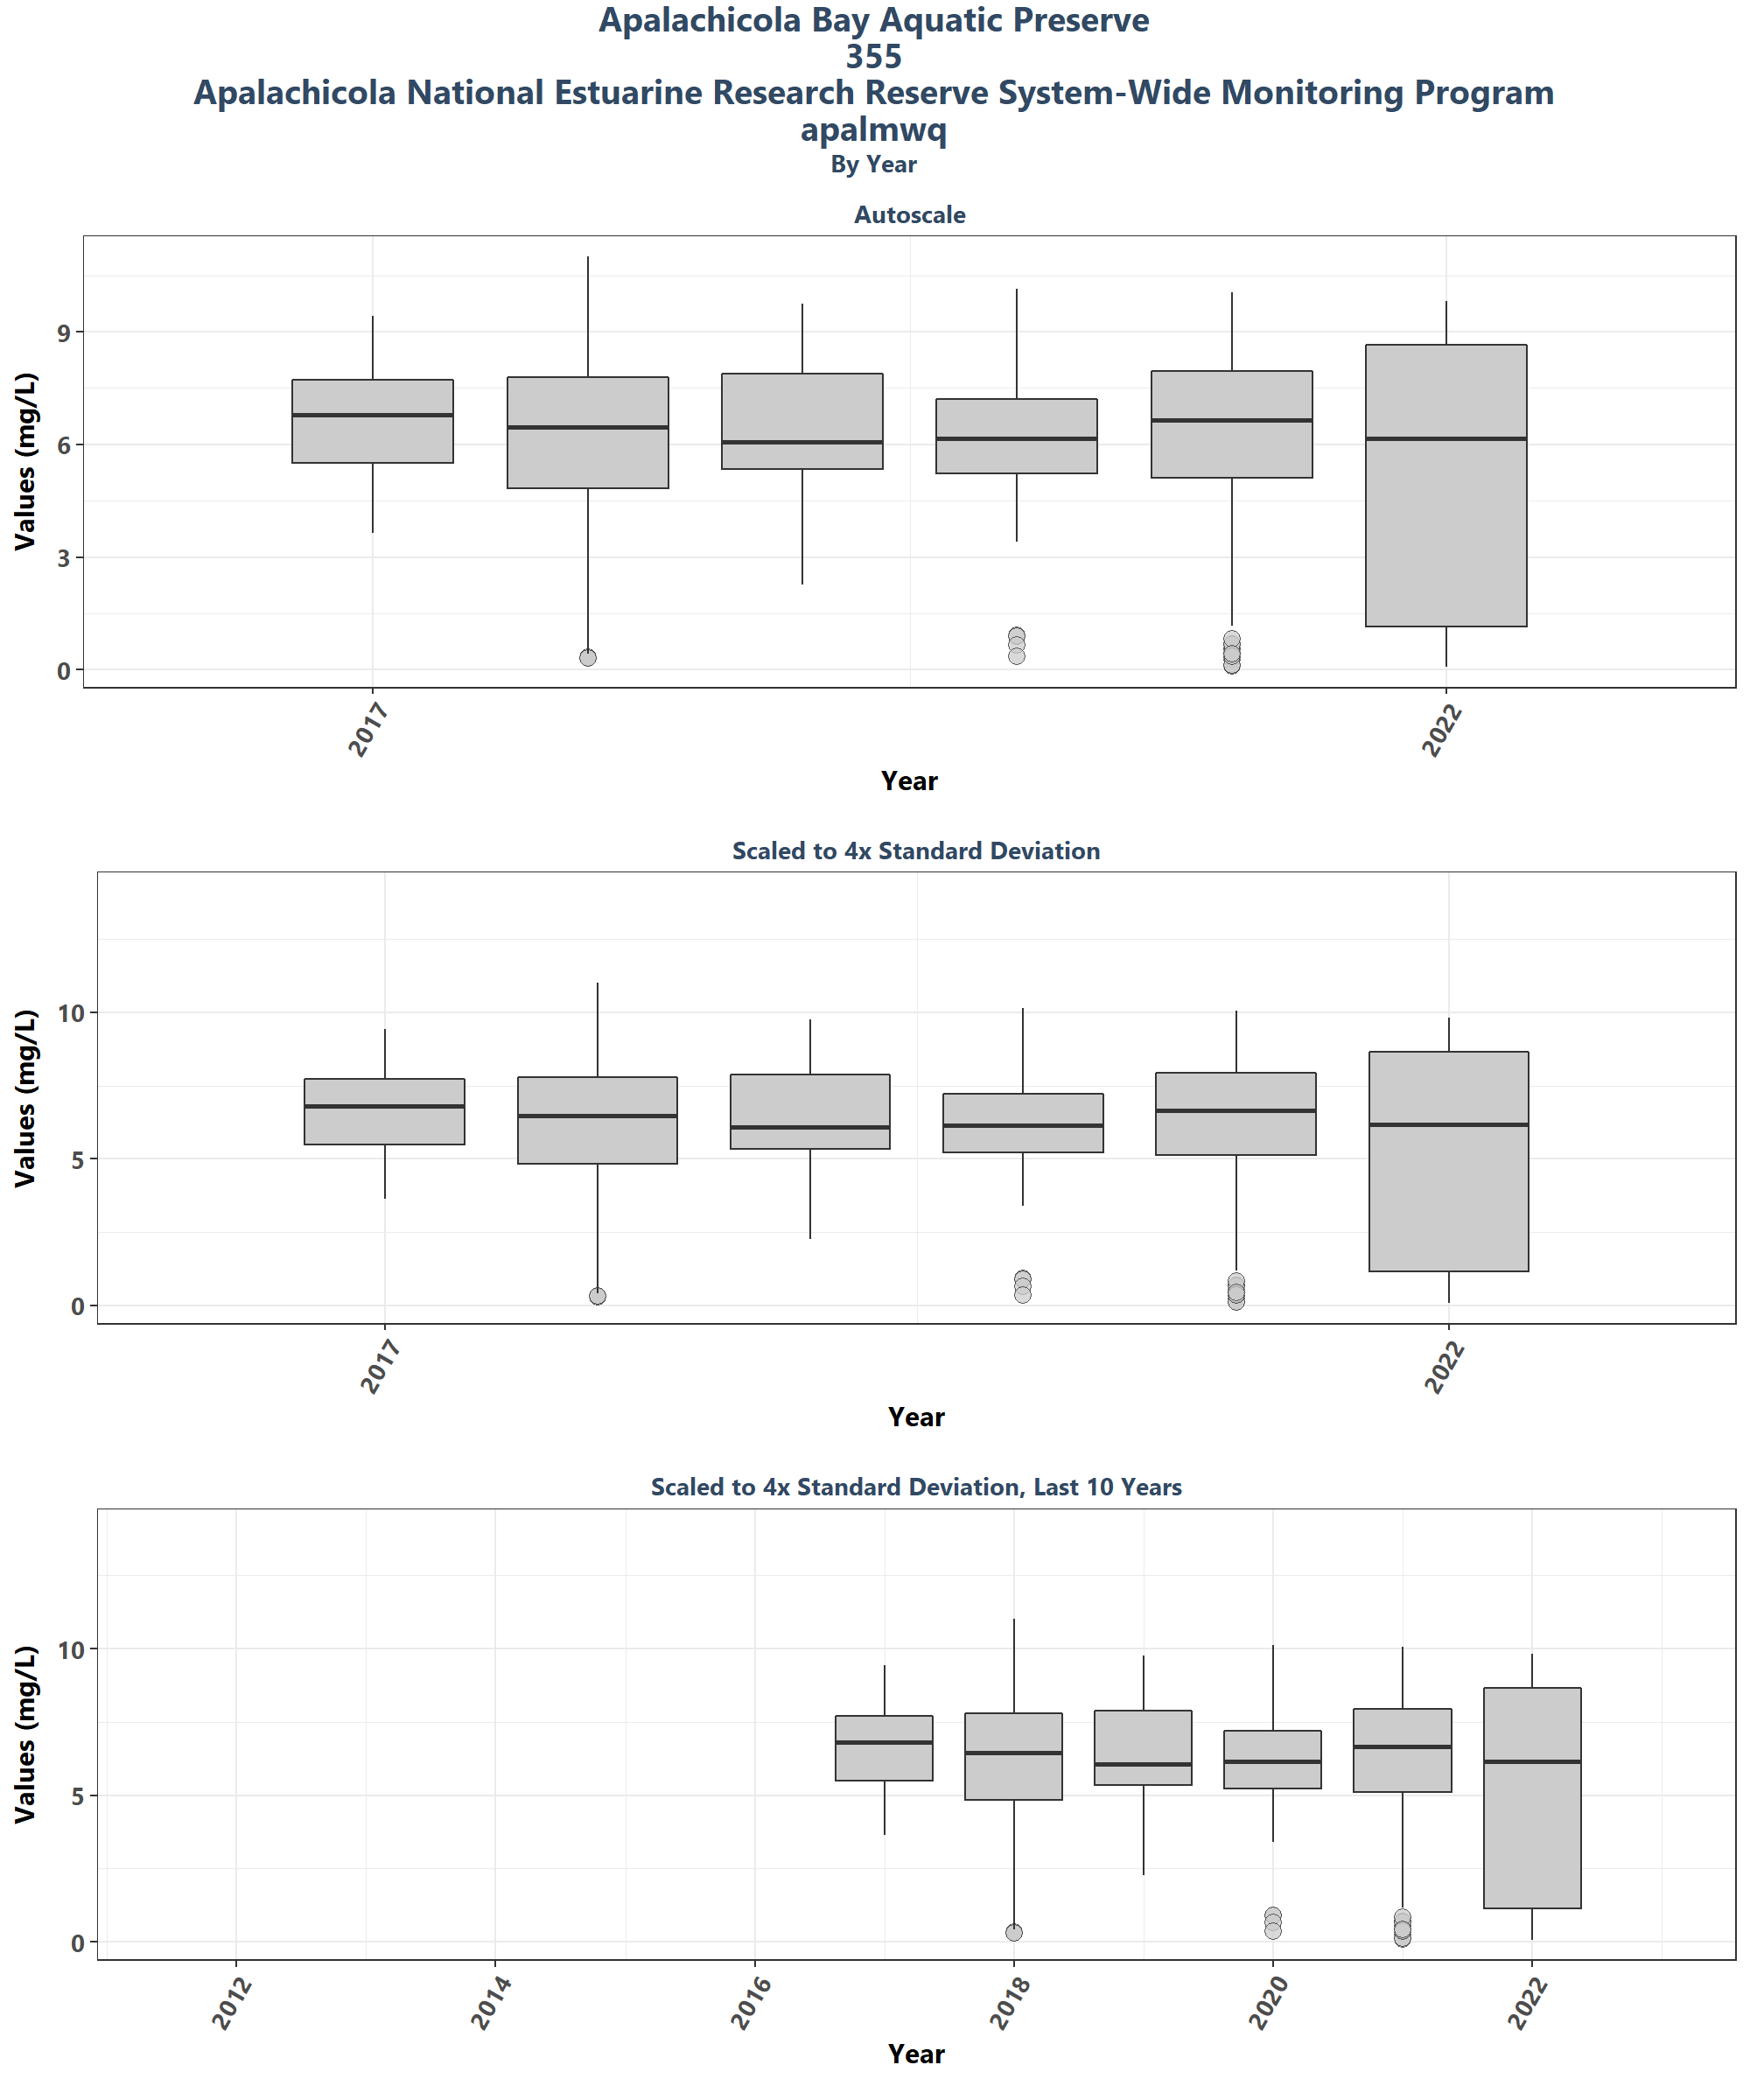 Apalachicola Bay Aquatic Preserve
355
Apalachicola National Estuarine Research Reserve System-Wide Monitoring Program
apalmwq
By Year
Autoscale
Values (mg/L)
9
6
3
0
2017
2022
Year
Scaled to 4x Standard Deviation
Values (mg/L)
10
5
0
2017
2022
Year
Scaled to 4x Standard Deviation, Last 10 Years
Values (mg/L)
10
5
0
2012
2014
2016
2018
2020
2022
Year